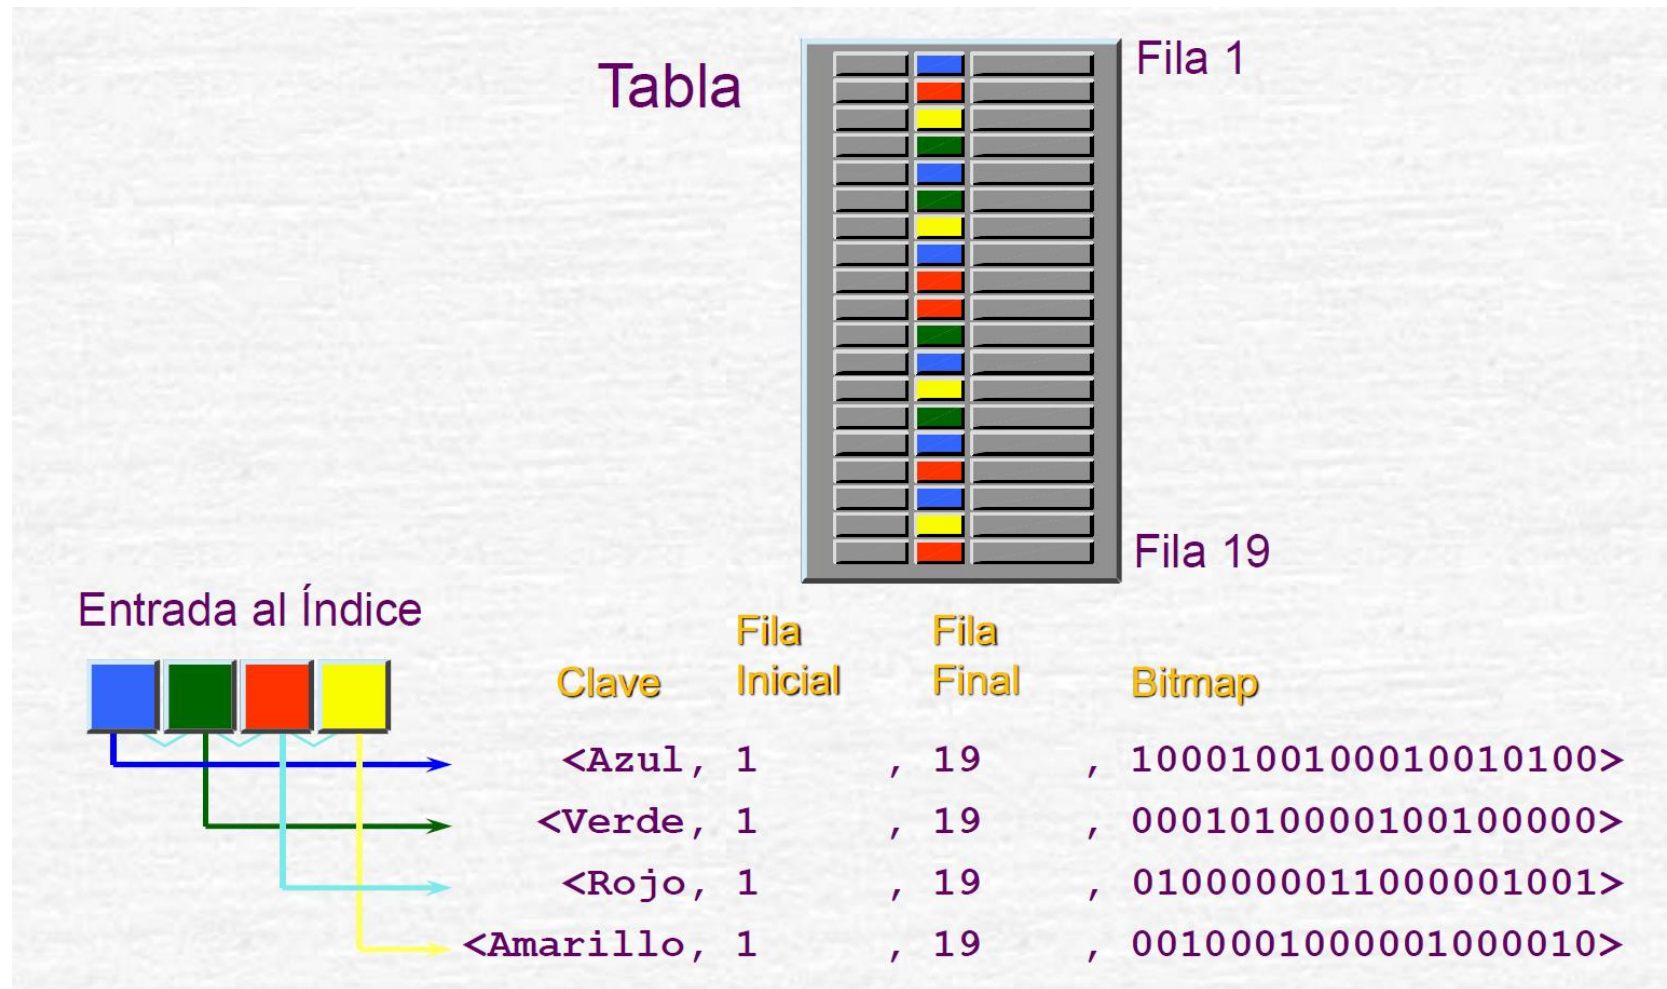 Tabla
Fila 1
Fila 19
Entrada al Índice
Clave Fila Inicial Fila Final Bitmap
<Azul, 1 , 19 , 1000100100010010100>
<Verde, 1 , 19 , 0001010000100100000>
<Rojo, 1 , 19 , 0100000011000001001>
<Amarillo, 1 , 19 , 0010001000001000010>